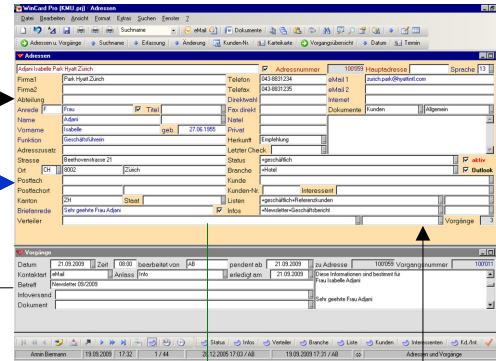 WinCard Pro [KMU.prj] - Adressen
Datei Bearbeiten Ansicht Format Extras Suchen Fenster ?
Suchname eMail Dokumente
Adressen u. Vorgänge Suchname Erfassung Änderung Kunden-Nr. Karteikarte Vorgangsübersicht Datum Termin
Adressen
Adjani Isabelle Park Hyatt Zürich Adressnummer 100959 Hauptadresse Sprache 13
Firma1 Park Hyatt Zürich Telefon 043-8831234 eMail 1 zurich.park@hyattintl.com
Firma2 Telefax 043-8831235 eMail 2
Abteilung Direktwahl Internet
Anrede F Frau Titel Fax direkt Dokumente Kunden Allgemein
Name Adjani Natel
Vorname Isabelle geb. 27.06.1955 Privat
Funktion Geschäftsführerin Herkunft Empfehlung
Adresszusatz Letzter Check
Strasse Beethovenstrasse 21 Status =geschäftlich aktiv
Ort CH 8002 Zürich Branche =Hotel Outlook
Postfach Kunde
Postfachort Kunden-Nr. Interessent
Kanton ZH Staat Listen =geschäftlich=Referenzkunden
Briefanrede Sehr geehrte Frau Adjani Infos =Newsletter=Geschäftsbericht
Verteiler Vorgänge 3
Vorgänge
Datum 21.09.2009 Zeit 08:00 bearbeitet von AB pendent ab 21.09.2009 zu Adresse 100959 Vorgangsnummer 1007011
Kontaktart eMail Anlass Info erledigt am 21.09.2009 Diese Informationen sind bestimmt für
Frau Isabelle Adjani
Betreff Newsletter 09/2009
Infoversand Sehr geehrte Frau Adjani
Dokument
Status Infos Verteiler Branche Liste Kunden Interessenten Kd./Int.
Armin Biemann 19.09.2009 17:32 1 / 44 20.12.2005 17:03 / AB 19.09.2009 17:31 / AB